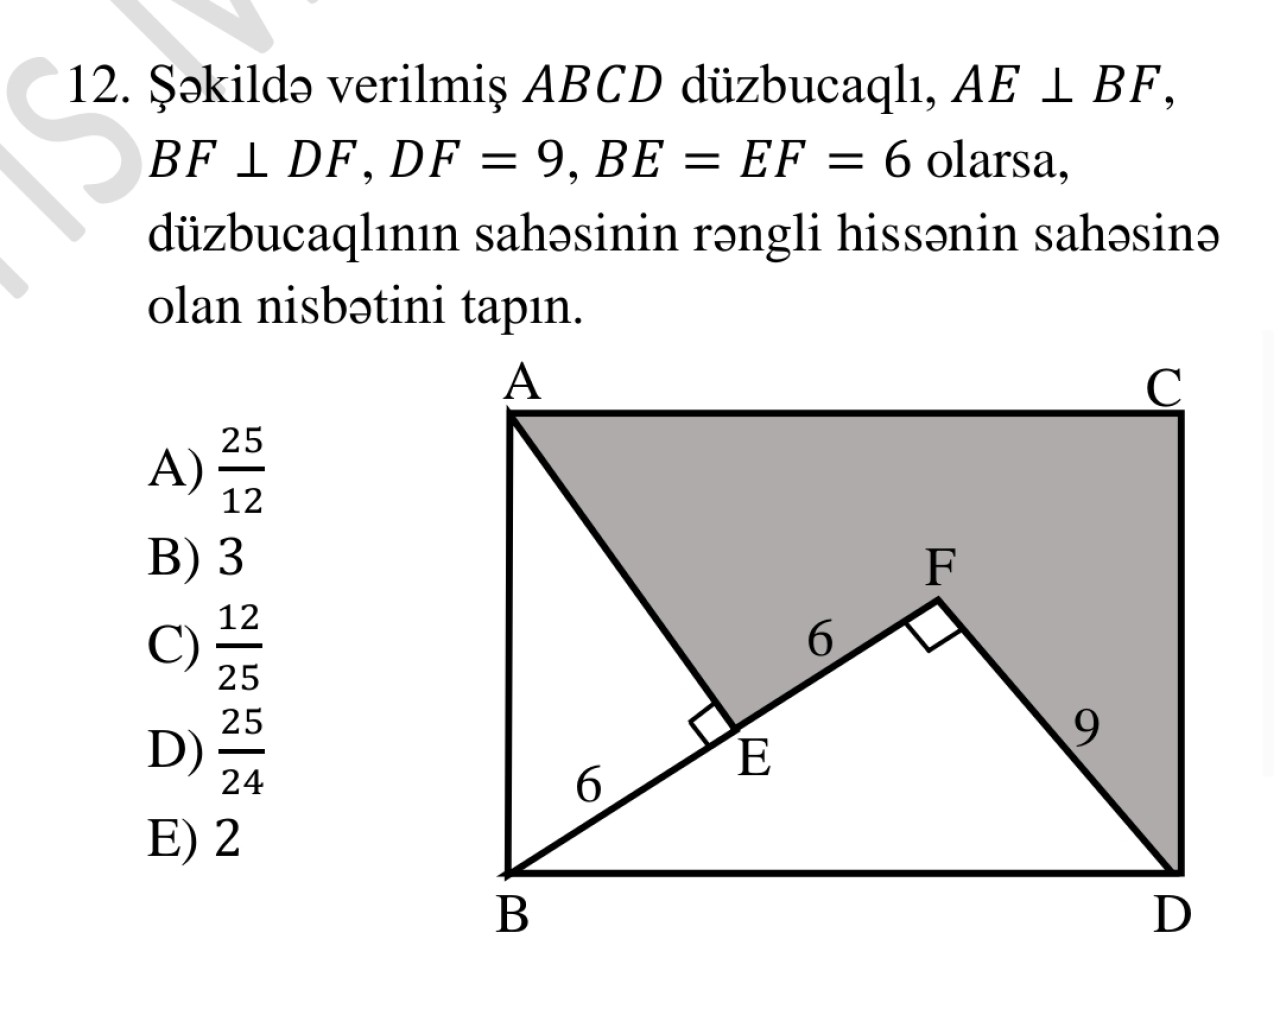 12. Şəkildə verilmiş ABCD düzbucaqlı, AE ⊥ BF,
BF ⊥ DF, DF = 9, BE = EF = 6 olarsa,
düzbucaqlının sahəsinin rəngli hissənin sahəsinə
olan nisbətini tapın.
A) 25/12
B) 3
C) 12/25
D) 25/24
E) 2
A
C
F
6
9
E
6
B
D